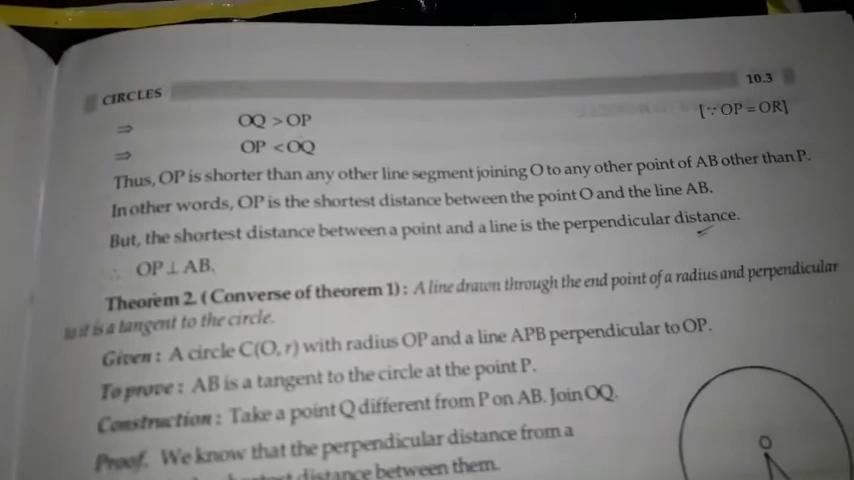 CIRCLES 10.3
⇒ OQ > OP [∵ OP = OR]
⇒ OP < OQ
Thus, OP is shorter than any other line segment joining O to any other point of AB other than P.
In other words, OP is the shortest distance between the point O and the line AB.
But, the shortest distance between a point and a line is the perpendicular distance.
∴ OP ⊥ AB.
Theorem 2. (Converse of theorem 1) : A line drawn through the end point of a radius and perpendicular
to it is a tangent to the circle.
Given : A circle C(O, r) with radius OP and a line APB perpendicular to OP.
To prove : AB is a tangent to the circle at the point P.
Construction : Take a point Q different from P on AB. Join OQ.
Proof. We know that the perpendicular distance from a
shortest distance between them.
O